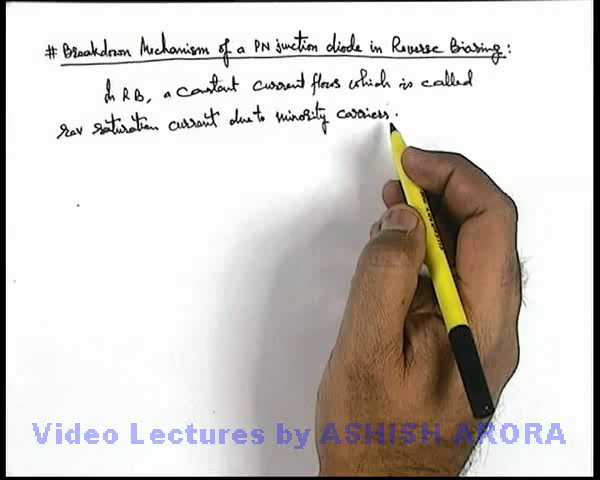 # Breakdown Mechanism of a PN junction diode in Reverse Biasing :
In RB, a constant current flows which is called
rev saturation current due to minority carriers.
Video Lectures by ASHISH ARORA